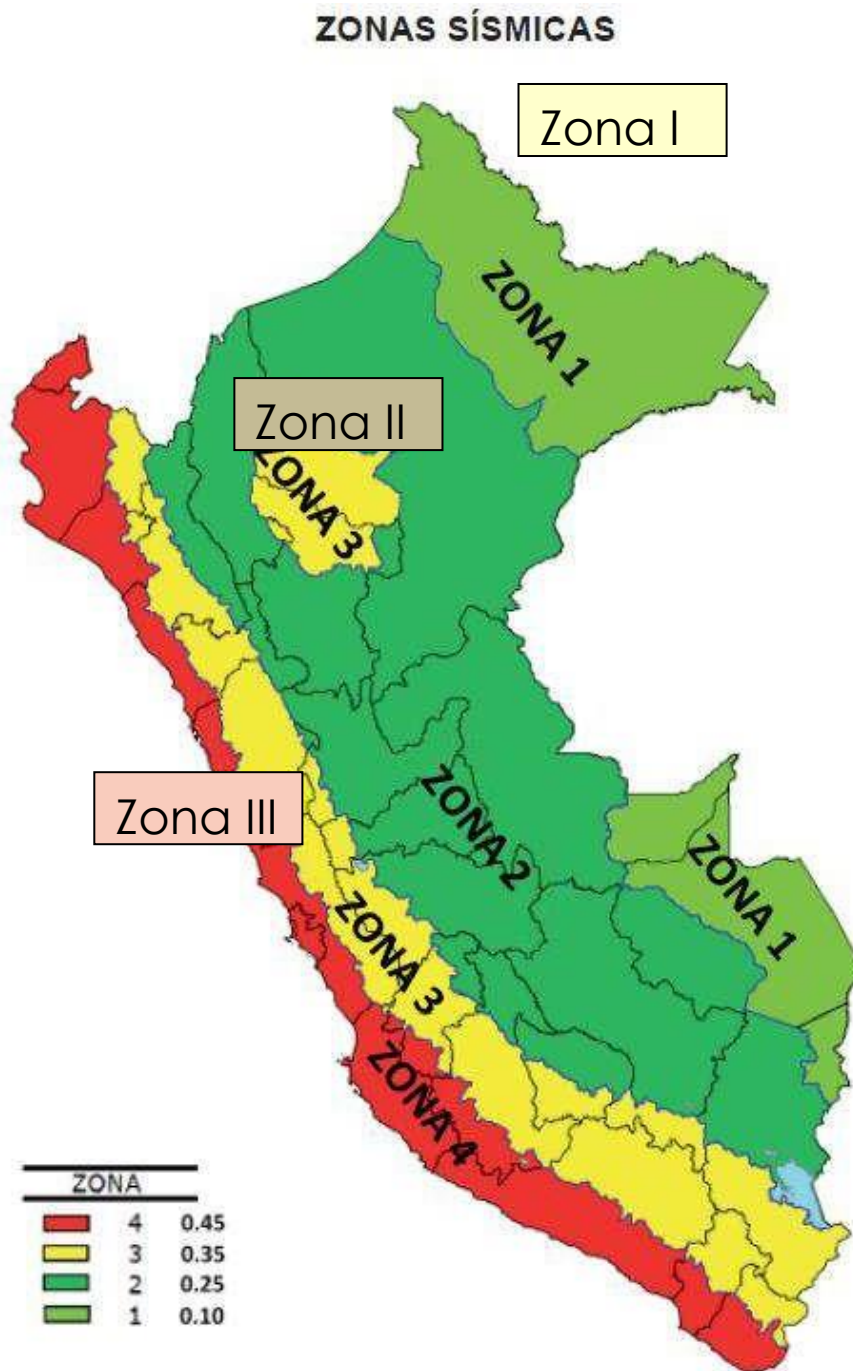 ZONAS SÍSMICAS
Zona I
ZONA 1
Zona II
ZONA 3
ZONA 2
Zona III
ZONA 1
ZONA 3
ZONA 4
ZONA
4 0.45
3 0.35
2 0.25
1 0.10